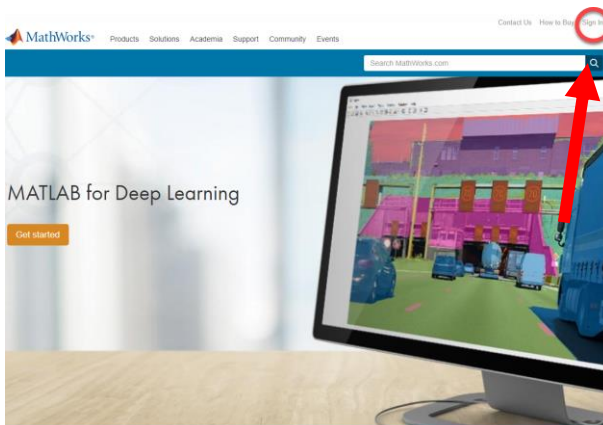 Contact Us How to Buy Sign In
MathWorks® Products Solutions Academia Support Community Events
Search MathWorks.com
MATLAB for Deep Learning
Get started